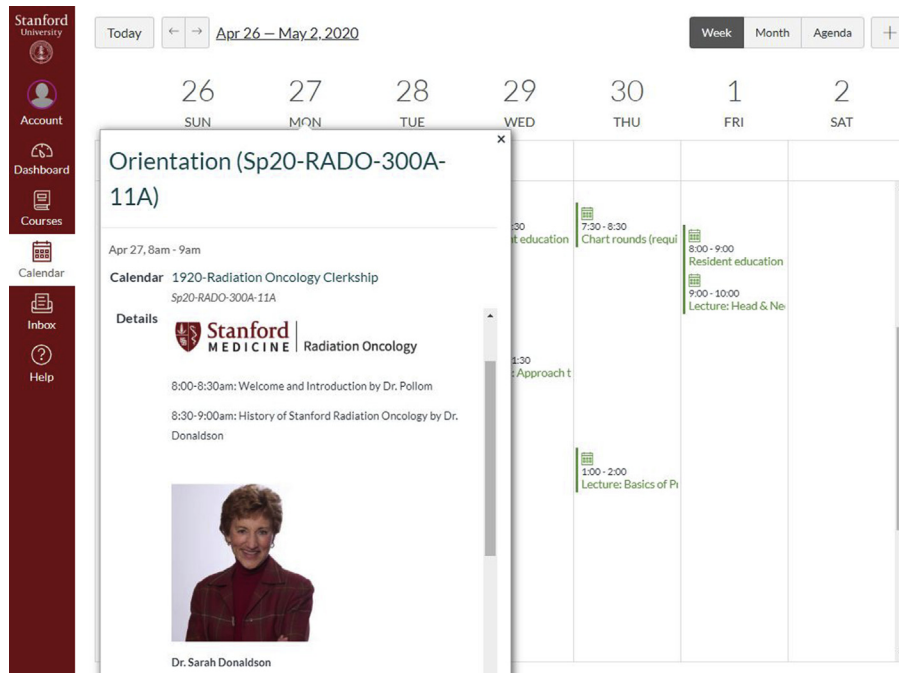 Stanford
University
Account
Dashboard
Courses
Calendar
Inbox
Help
Today
← → Apr 26 – May 2, 2020
Week Month Agenda +
26 27 28 29 30 1 2
SUN MON TUE WED THU FRI SAT
×
Orientation (Sp20-RADO-300A-
11A)
Apr 27, 8am - 9am
Calendar 1920-Radiation Oncology Clerkship
Sp20-RADO-300A-11A
Details
Stanford
MEDICINE Radiation Oncology
8:00-8:30am: Welcome and Introduction by Dr. Pollom
8:30-9:00am: History of Stanford Radiation Oncology by Dr.
Donaldson
Dr. Sarah Donaldson
:30
t education
1:30
: Approach t
7:30 - 8:30
Chart rounds (requi
1:00 - 2:00
Lecture: Basics of P
8:00 - 9:00
Resident education
9:00 - 10:00
Lecture: Head & Ne